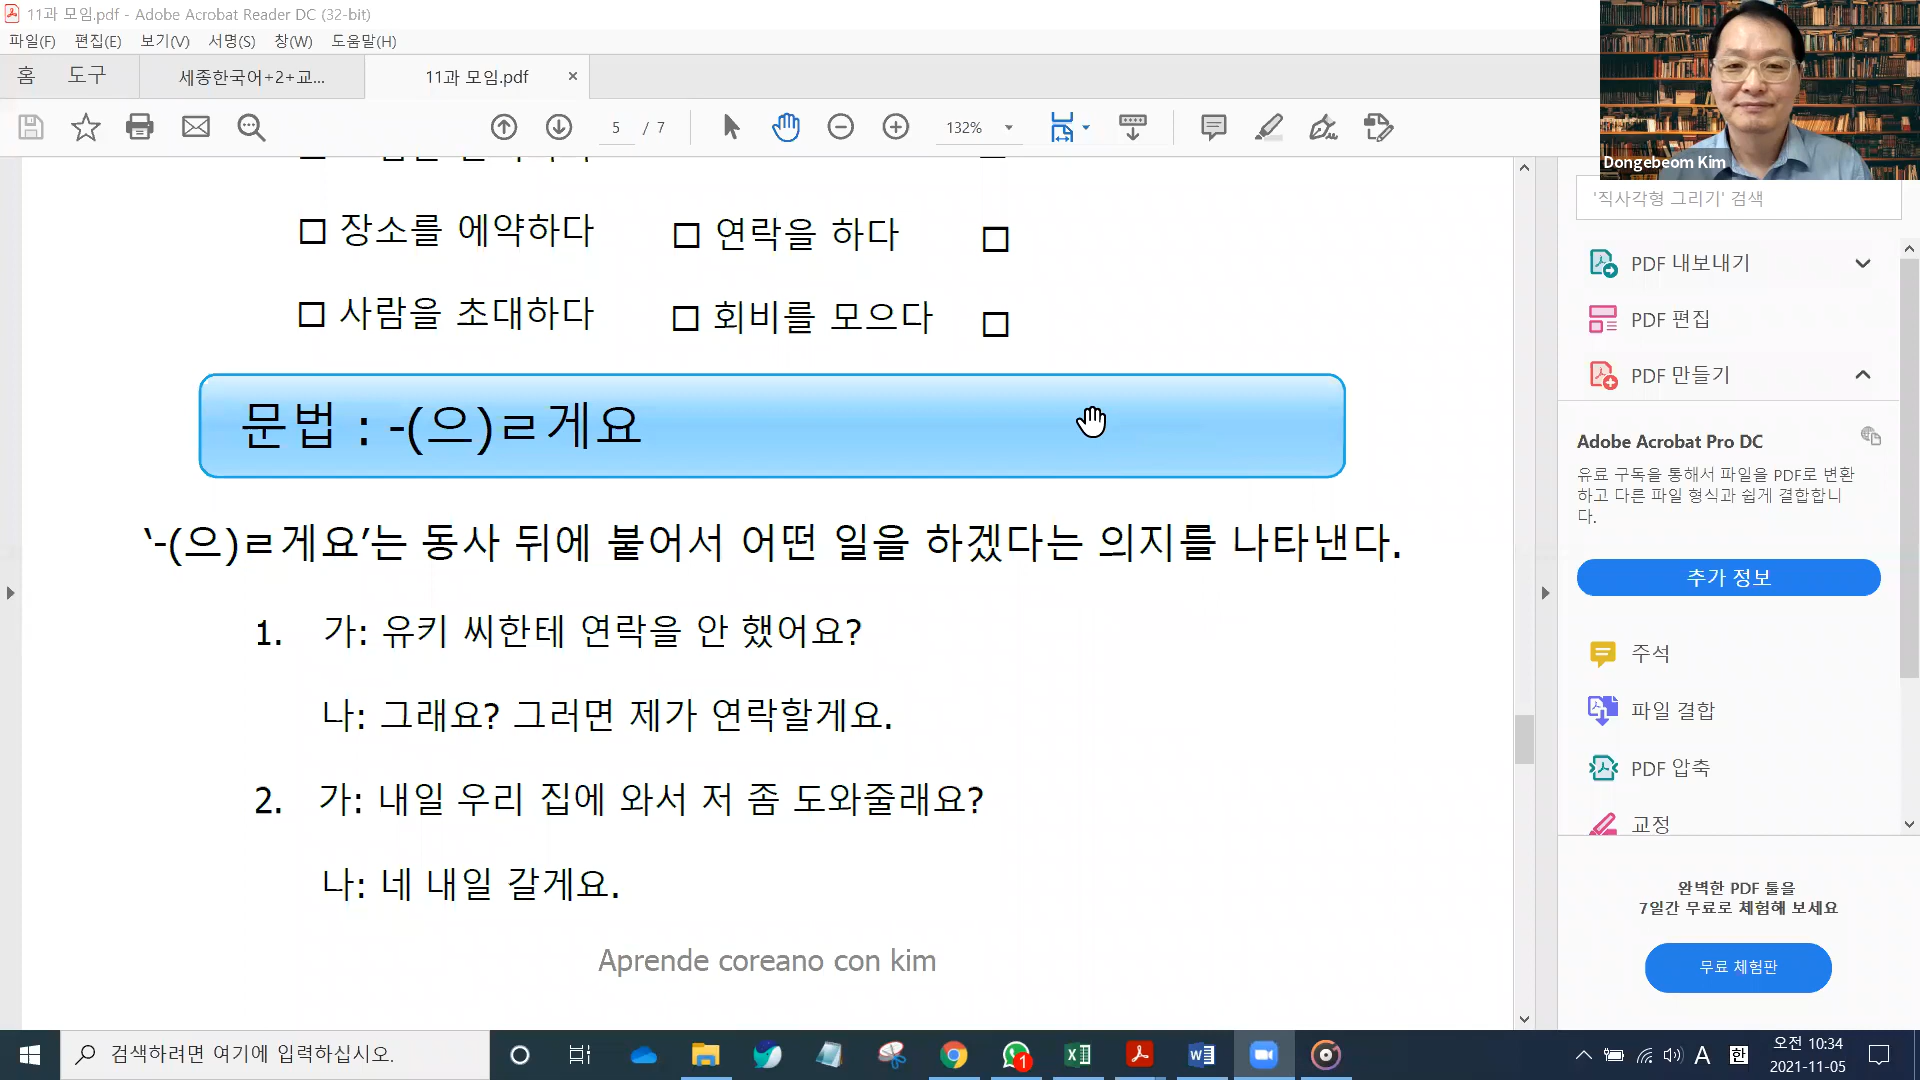 11과 모임.pdf - Adobe Acrobat Reader DC (32-bit)
파일(F) 편집(E) 보기(V) 서명(S) 창(W) 도움말(H)
홈 도구 세종한국어+2+교... 11과 모임.pdf ×
5 / 7 132%
Dongebeom Kim
'직사각형 그리기' 검색
□ 장소를 에약하다 □ 연락을 하다 □
□ 사람을 초대하다 □ 회비를 모으다 □
문법 : -(으)ㄹ게요
‘-(으)ㄹ게요’는 동사 뒤에 붙어서 어떤 일을 하겠다는 의지를 나타낸다.
1. 가: 유키 씨한테 연락을 안 했어요?
나: 그래요? 그러면 제가 연락할게요.
2. 가: 내일 우리 집에 와서 저 좀 도와줄래요?
나: 네 내일 갈게요.
Aprende coreano con kim
PDF 내보내기
PDF 편집
PDF 만들기
Adobe Acrobat Pro DC
유료 구독을 통해서 파일을 PDF로 변환
하고 다른 파일 형식과 쉽게 결합합니
다.
추가 정보
주석
파일 결합
PDF 압축
교정
완벽한 PDF 툴을
7일간 무료로 체험해 보세요
무료 체험판
검색하려면 여기에 입력하십시오.
1
A 한
오전 10:34
2021-11-05